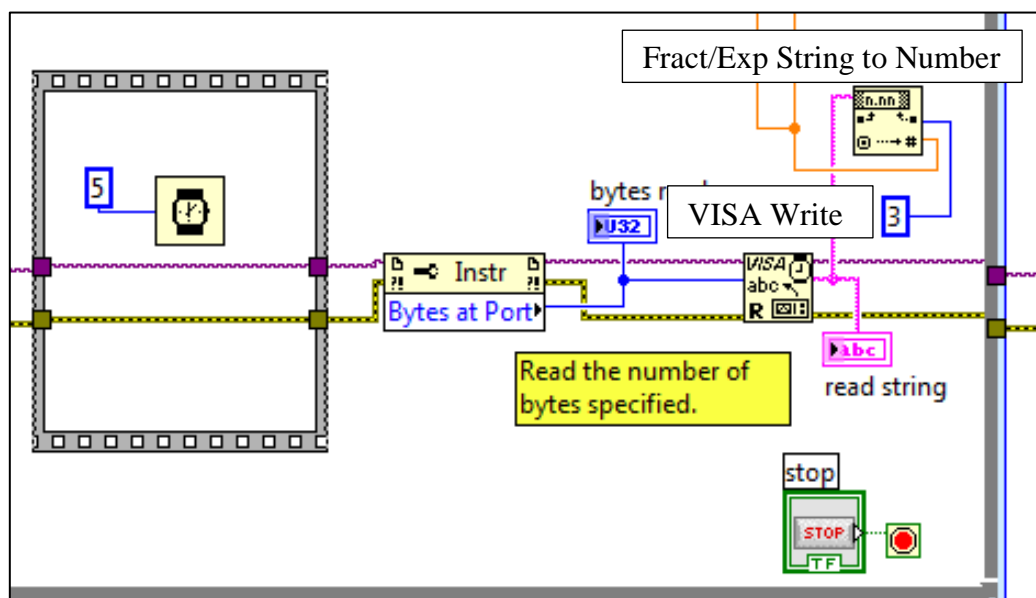 Fract/Exp String to Number
n.nn
#
5
bytes r
VISA Write
3
U32
Instr
Bytes at Port
VISA
abc
R
Read the number of
bytes specified.
abc
read string
stop
STOP
TF